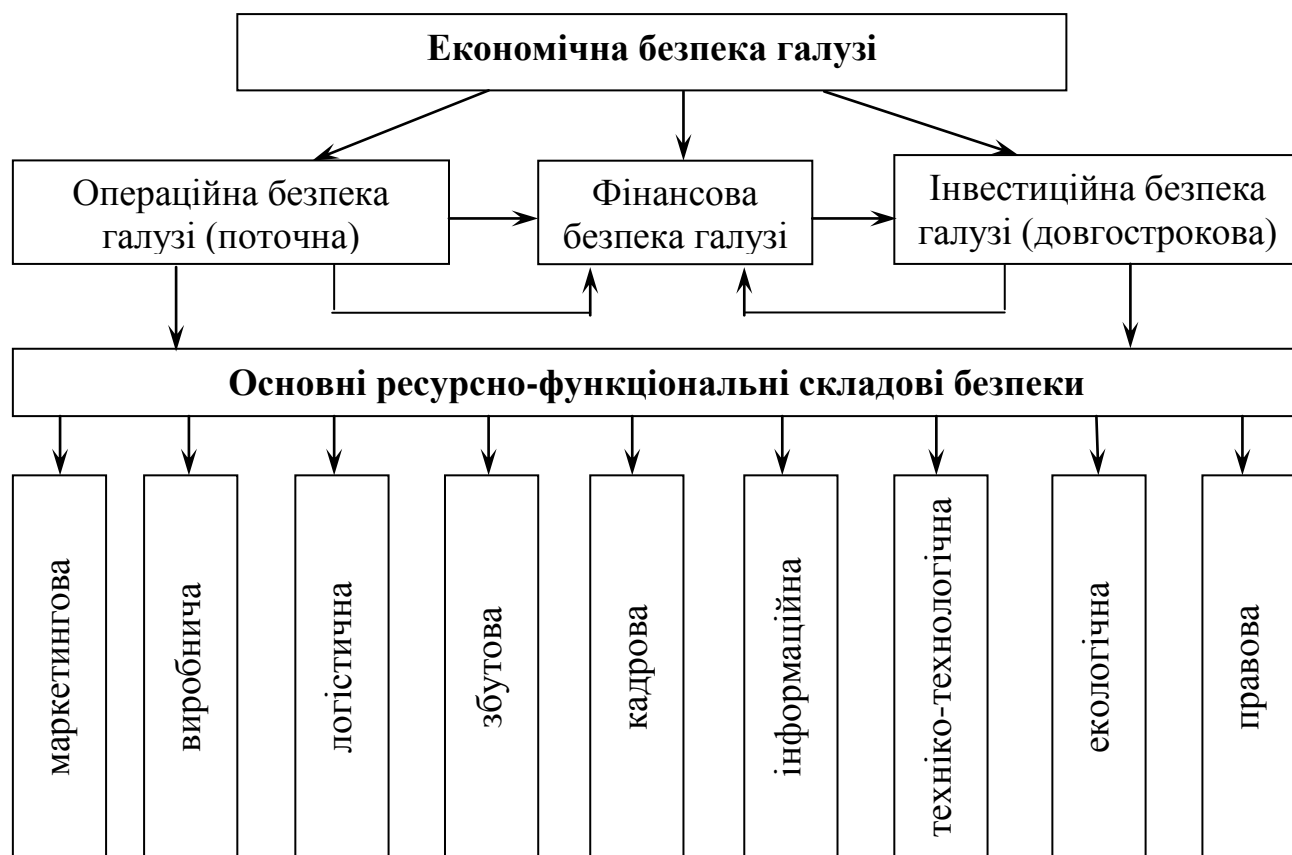 Економічна безпека галузі
Операційна безпека
галузі (поточна)
Фінансова
безпека галузі
Інвестиційна безпека
галузі (довгострокова)
Основні ресурсно-функціональні складові безпеки
маркетингова
виробнича
логістична
збутова
кадрова
інформаційна
техніко-технологічна
екологічна
правова